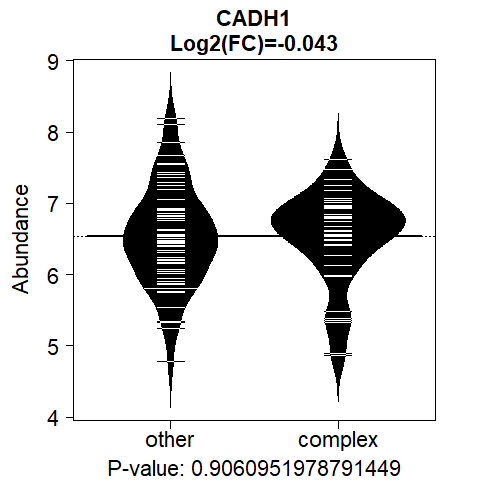 CADH1
Log2(FC)=-0.043
Abundance
9
8
7
6
5
4
other complex
P-value: 0.9060951978791449